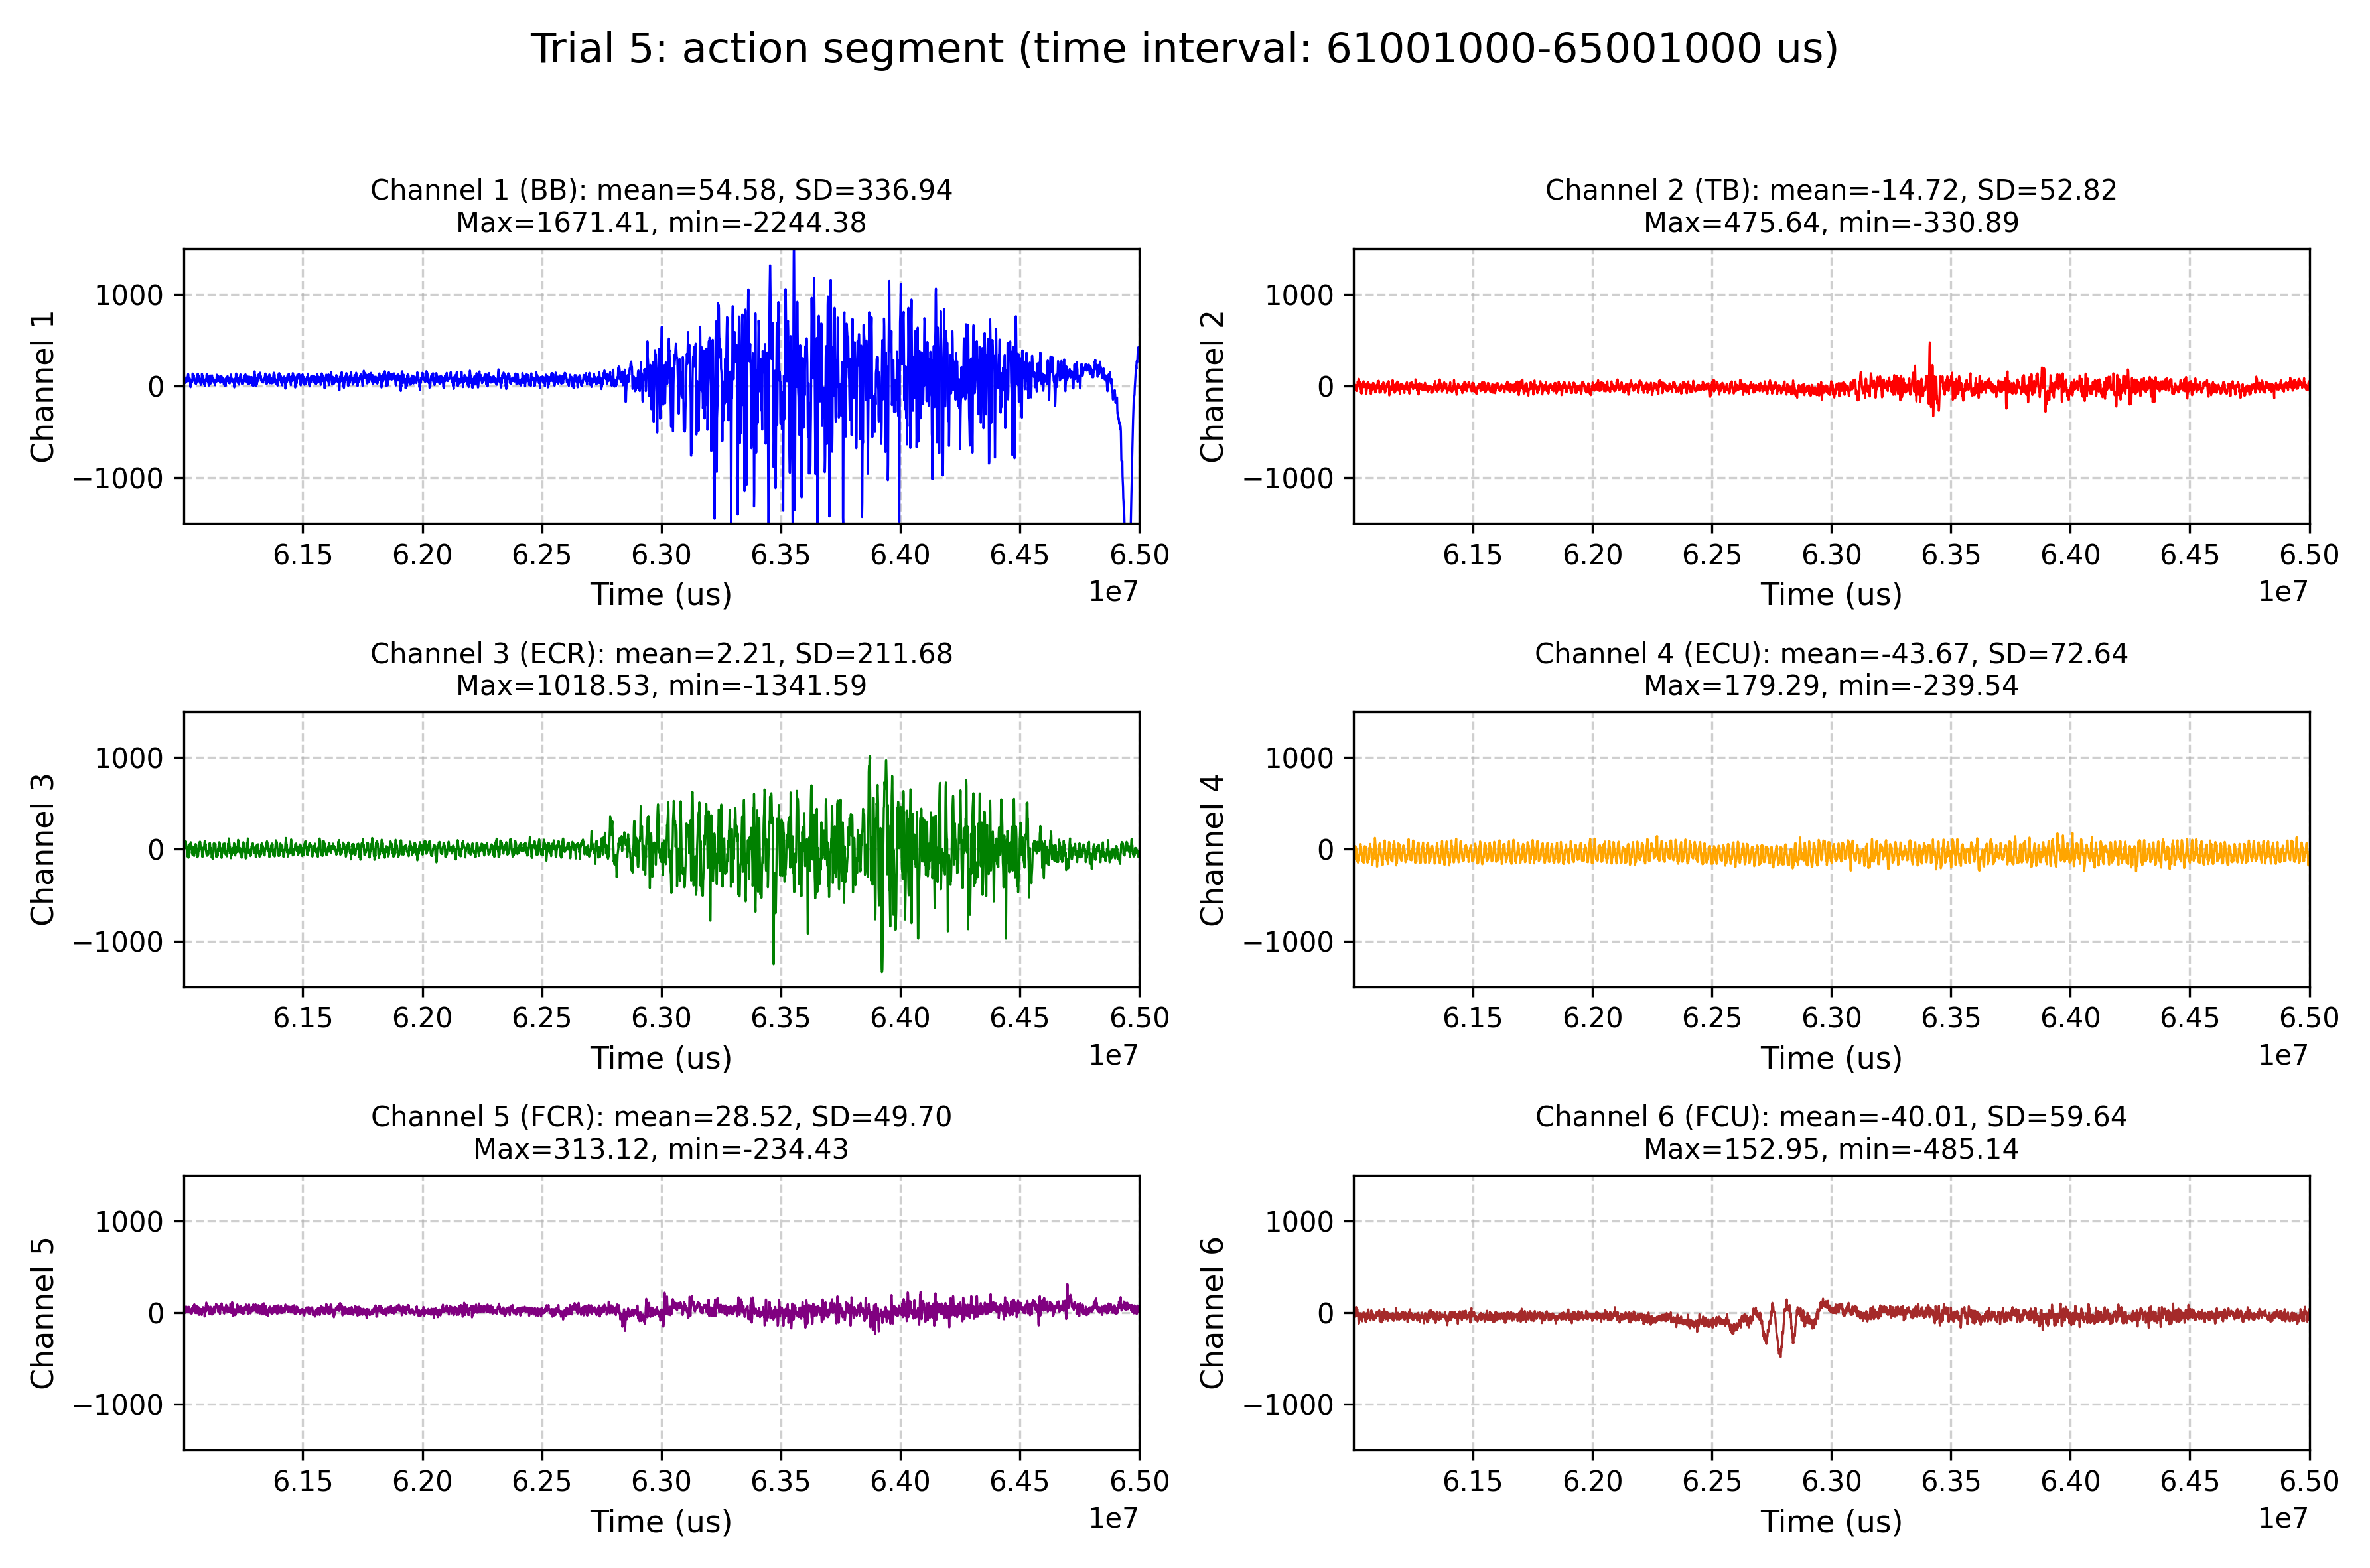 Trial 5: action segment (time interval: 61001000-65001000 us)
Channel 1 (BB): mean=54.58, SD=336.94
Max=1671.41, min=-2244.38
Channel 1
1000
0
−1000
6.15 6.20 6.25 6.30 6.35 6.40 6.45 6.50
Time (us)
1e7
Channel 2 (TB): mean=-14.72, SD=52.82
Max=475.64, min=-330.89
Channel 2
1000
0
−1000
6.15 6.20 6.25 6.30 6.35 6.40 6.45 6.50
Time (us)
1e7
Channel 3 (ECR): mean=2.21, SD=211.68
Max=1018.53, min=-1341.59
Channel 3
1000
0
−1000
6.15 6.20 6.25 6.30 6.35 6.40 6.45 6.50
Time (us)
1e7
Channel 4 (ECU): mean=-43.67, SD=72.64
Max=179.29, min=-239.54
Channel 4
1000
0
−1000
6.15 6.20 6.25 6.30 6.35 6.40 6.45 6.50
Time (us)
1e7
Channel 5 (FCR): mean=28.52, SD=49.70
Max=313.12, min=-234.43
Channel 5
1000
0
−1000
6.15 6.20 6.25 6.30 6.35 6.40 6.45 6.50
Time (us)
1e7
Channel 6 (FCU): mean=-40.01, SD=59.64
Max=152.95, min=-485.14
Channel 6
1000
0
−1000
6.15 6.20 6.25 6.30 6.35 6.40 6.45 6.50
Time (us)
1e7